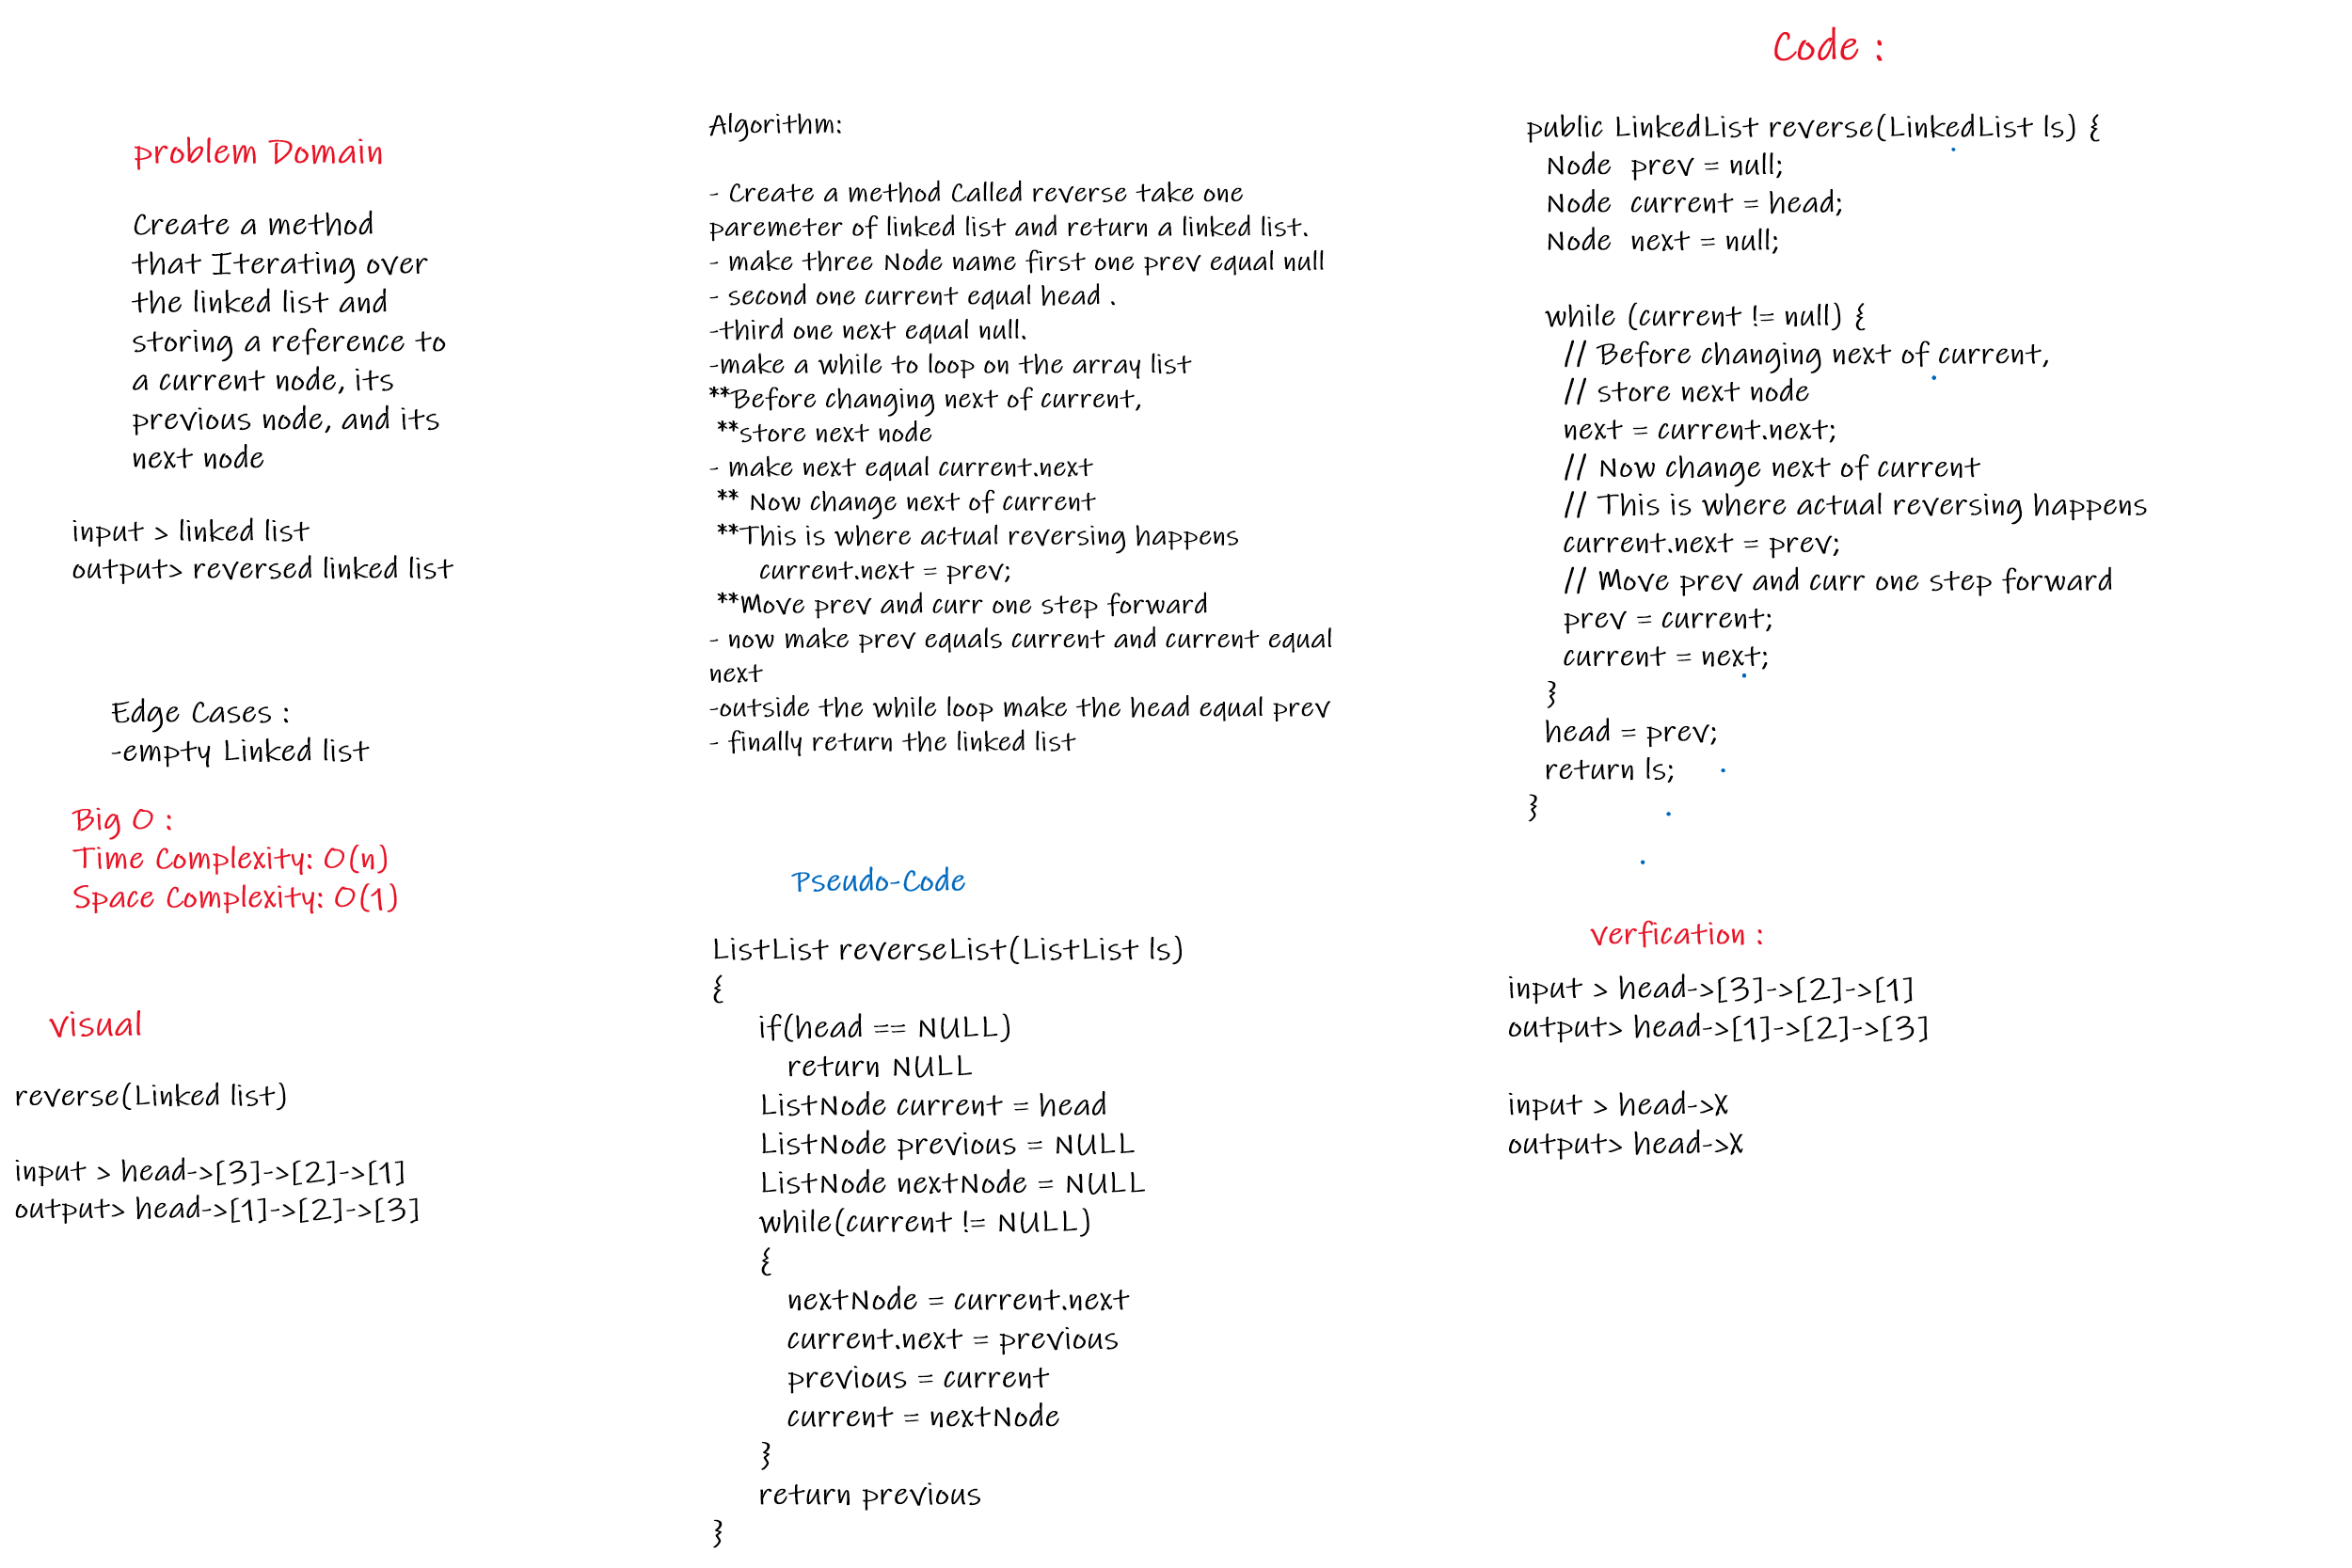 problem Domain
Create a method
that Iterating over
the linked list and
storing a reference to
a current node, its
previous node, and its
next node
input > linked list
output> reversed linked list
Edge Cases :
-empty Linked list
Big O :
Time Complexity: O(n)
Space Complexity: O(1)
visual
reverse(Linked list)
input > head->[3]->[2]->[1]
output> head->[1]->[2]->[3]
Algorithm:
- Create a method Called reverse take one
paremeter of linked list and return a linked list.
- make three Node name first one prev equal null
- second one current equal head .
-third one next equal null.
-make a while to loop on the array list
**Before changing next of current,
**store next node
- make next equal current.next
** Now change next of current
**This is where actual reversing happens
current.next = prev;
**Move prev and curr one step forward
- now make prev equals current and current equal
next
-outside the while loop make the head equal prev
- finally return the linked list
Pseudo-Code
ListList reverseList(ListList ls)
{
if(head == NULL)
return NULL
ListNode current = head
ListNode previous = NULL
ListNode nextNode = NULL
while(current != NULL)
{
nextNode = current.next
current.next = previous
previous = current
current = nextNode
}
return previous
}
Code :
public LinkedList reverse(LinkedList ls) {
Node prev = null;
Node current = head;
Node next = null;
while (current != null) {
// Before changing next of current,
// store next node
next = current.next;
// Now change next of current
// This is where actual reversing happens
current.next = prev;
// Move prev and curr one step forward
prev = current;
current = next;
}
head = prev;
return ls;
}
verfication :
input > head->[3]->[2]->[1]
output> head->[1]->[2]->[3]
input > head->X
output> head->X